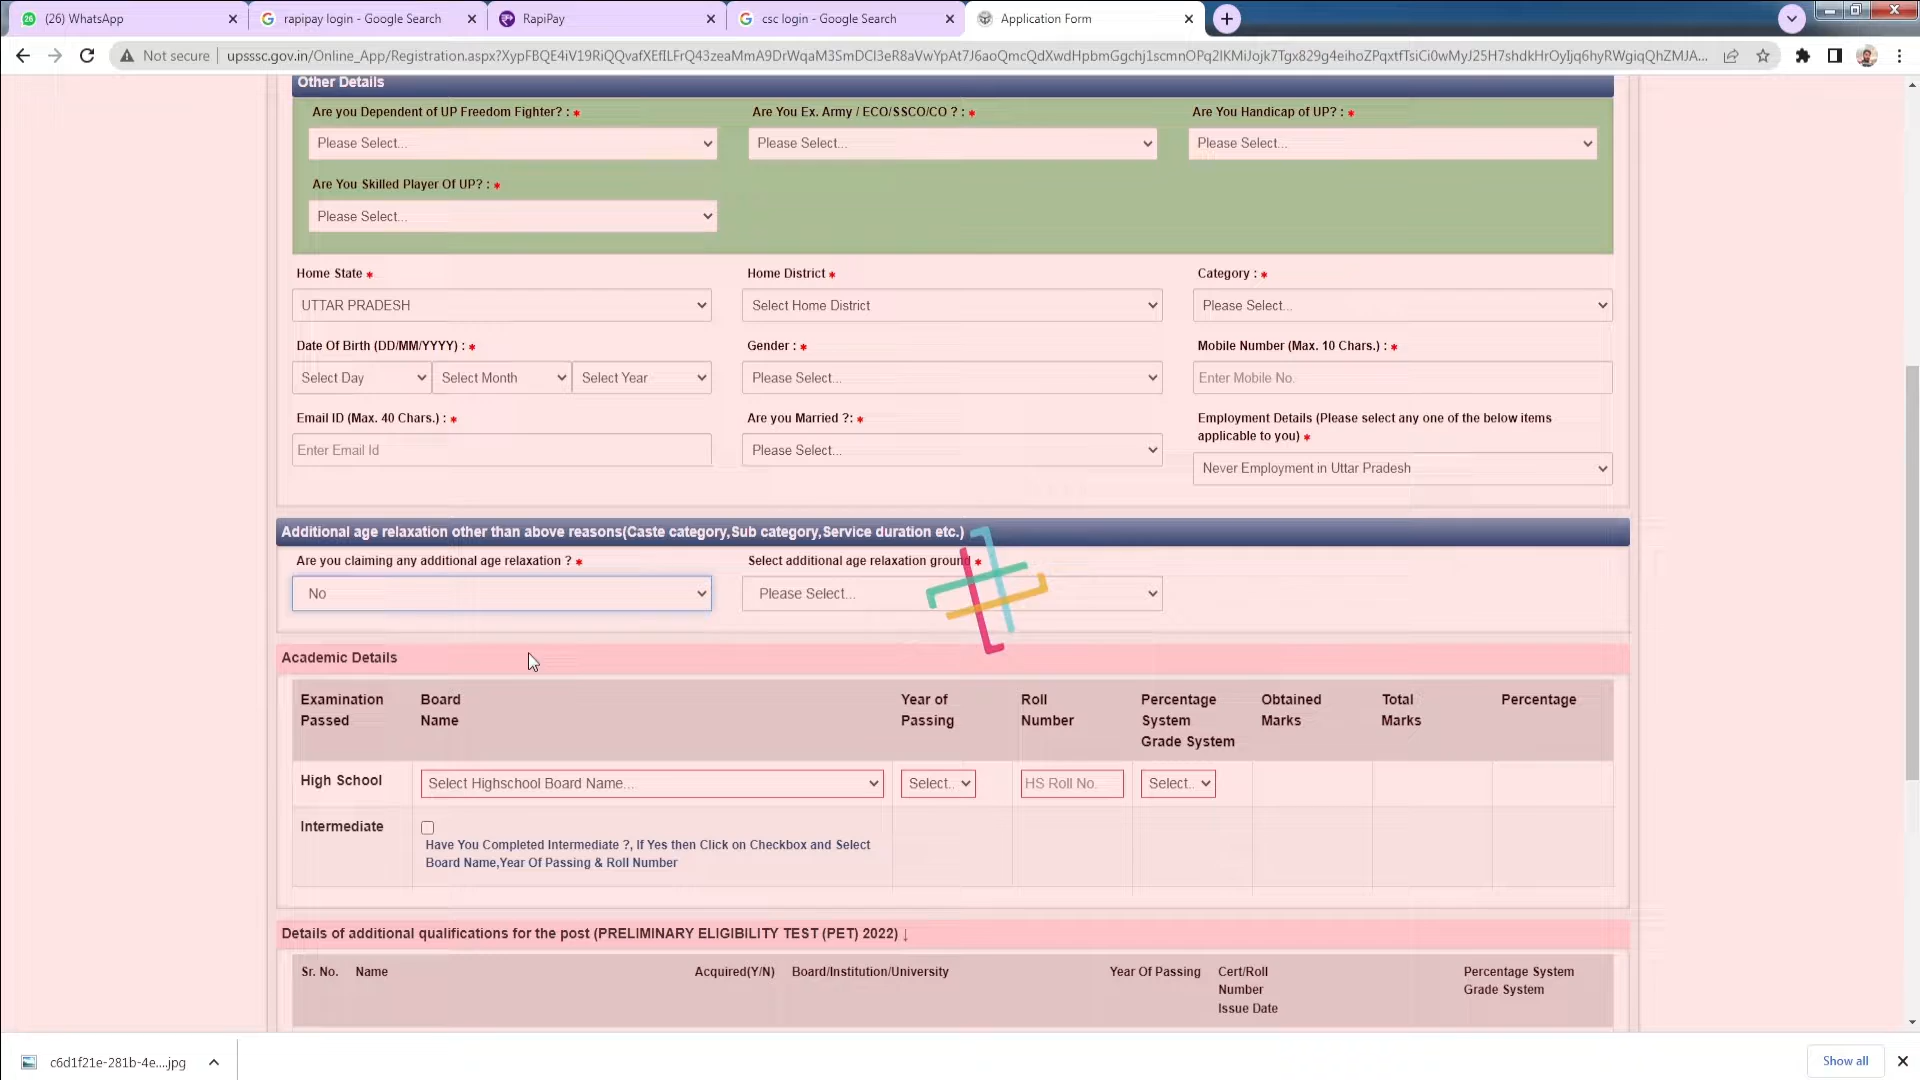 (26) WhatsApp
rapipay login - Google Search
RapiPay
csc login - Google Search
Application Form
Not secure
upsssc.gov.in/Online_App/Registration.aspx?
Other Details
Are you Dependent of UP Freedom Fighter? : *
Are You Ex. Army / ECO/SSCO/CO ? : *
Are You Handicap of UP? : *
Please Select...
Please Select...
Please Select...
Are You Skilled Player Of UP? : *
Please Select...
Home State *
Home District *
Category : *
UTTAR PRADESH
Select Home District
Please Select...
Date Of Birth (DD/MM/YYYY) : *
Gender : *
Mobile Number (Max. 10 Chars.) : *
Select Day
Select Month
Select Year
Please Select...
Enter Mobile No.
Email ID (Max. 40 Chars.) : *
Are you Married ?: *
Employment Details (Please select any one of the below items
applicable to you) *
Enter Email Id
Please Select...
Never Employment in Uttar Pradesh
Additional age relaxation other than above reasons(Caste category,Sub category,Service duration etc.)
Are you claiming any additional age relaxation ? *
Select additional age relaxation ground *
No
Please Select...
Academic Details
Examination
Passed
Board
Name
Year of
Passing
Roll
Number
Percentage
System
Grade System
Obtained
Marks
Total
Marks
Percentage
High School
Select Highschool Board Name...
Select..
HS Roll No.
Select..
Intermediate
Have You Completed Intermediate ?, If Yes then Click on Checkbox and Select
Board Name,Year Of Passing & Roll Number
Details of additional qualifications for the post (PRELIMINARY ELIGIBILITY TEST (PET) 2022) ↓
Sr. No.
Name
Acquired(Y/N)
Board/Institution/University
Year Of Passing
Cert/Roll
Number
Issue Date
Percentage System
Grade System
c6d1f21e-281b-4e....jpg
Show all